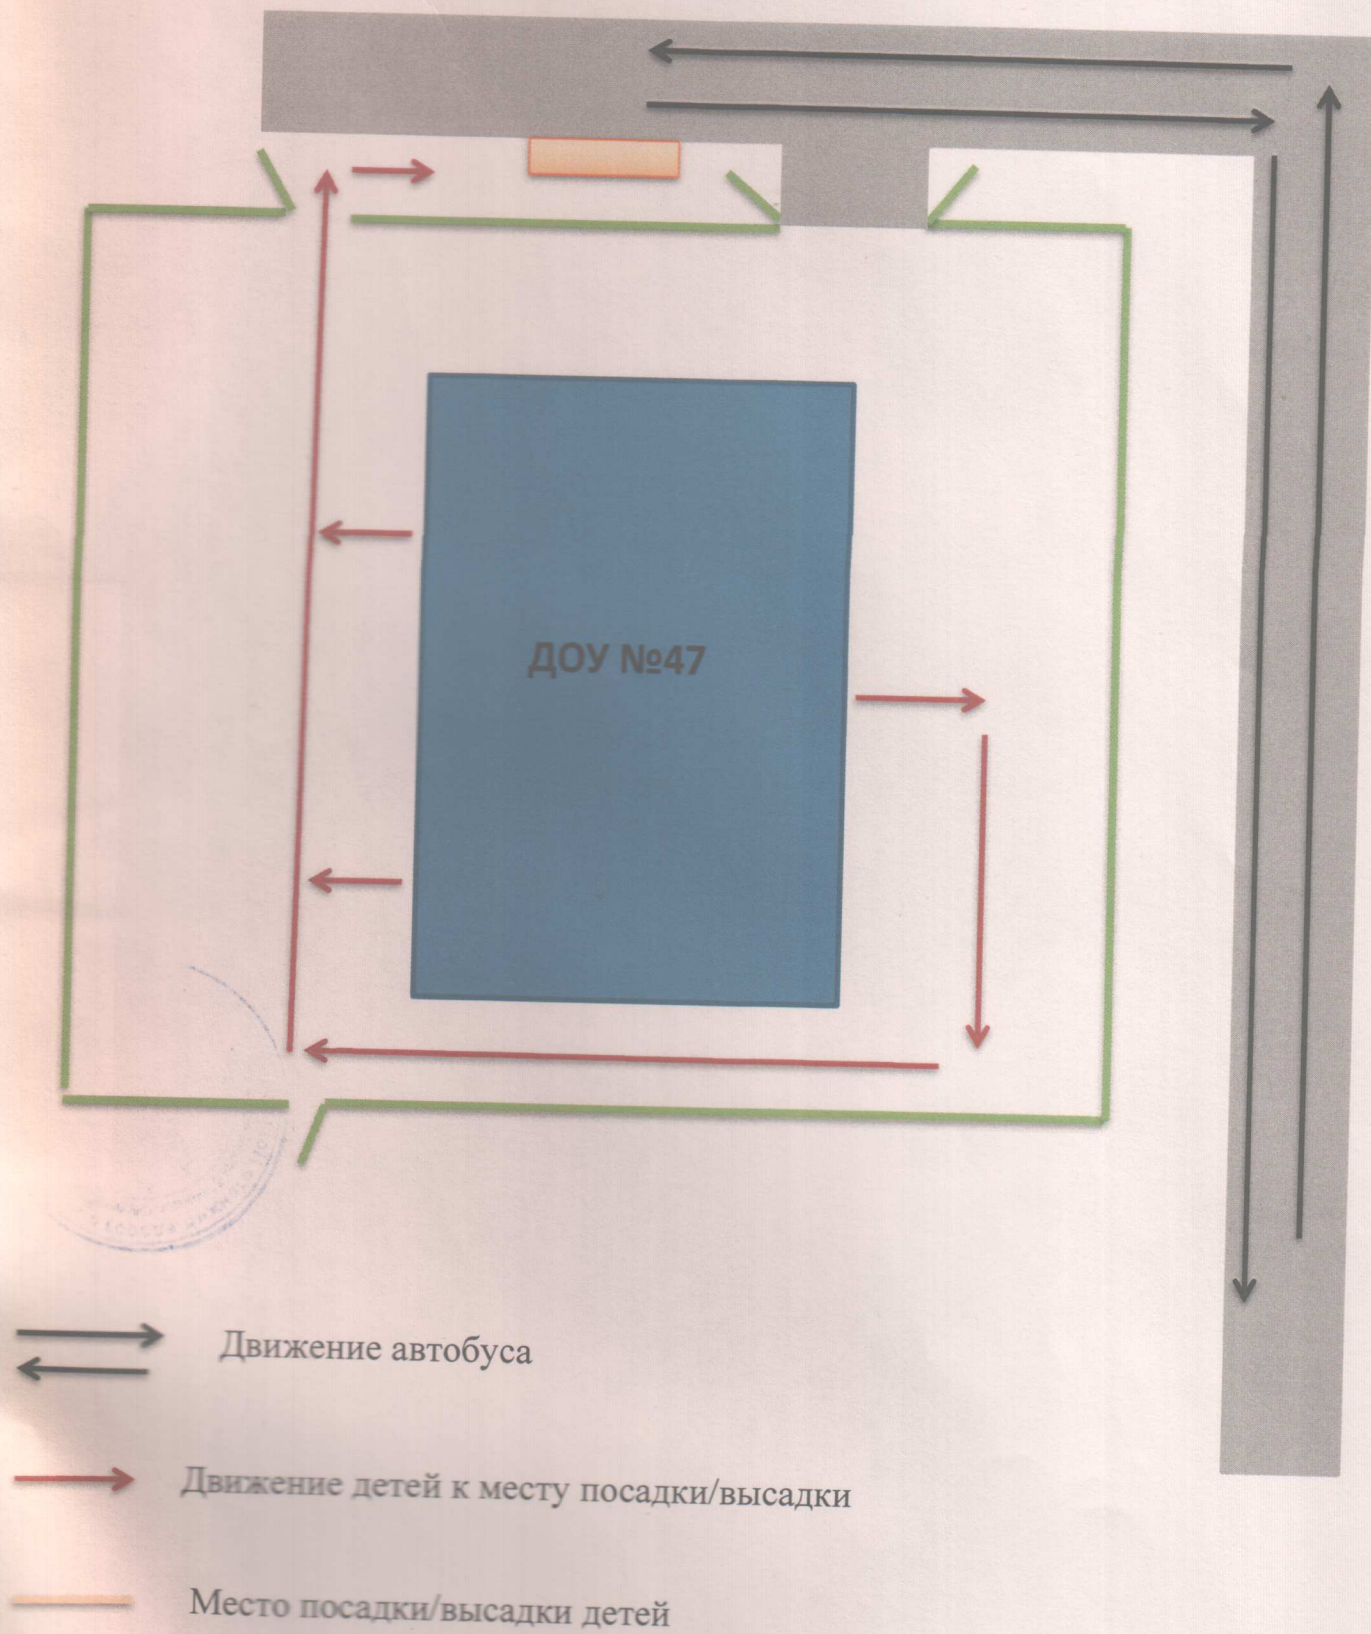 ДОУ №47
Движение автобуса
Движение детей к месту посадки/высадки
Место посадки/высадки детей